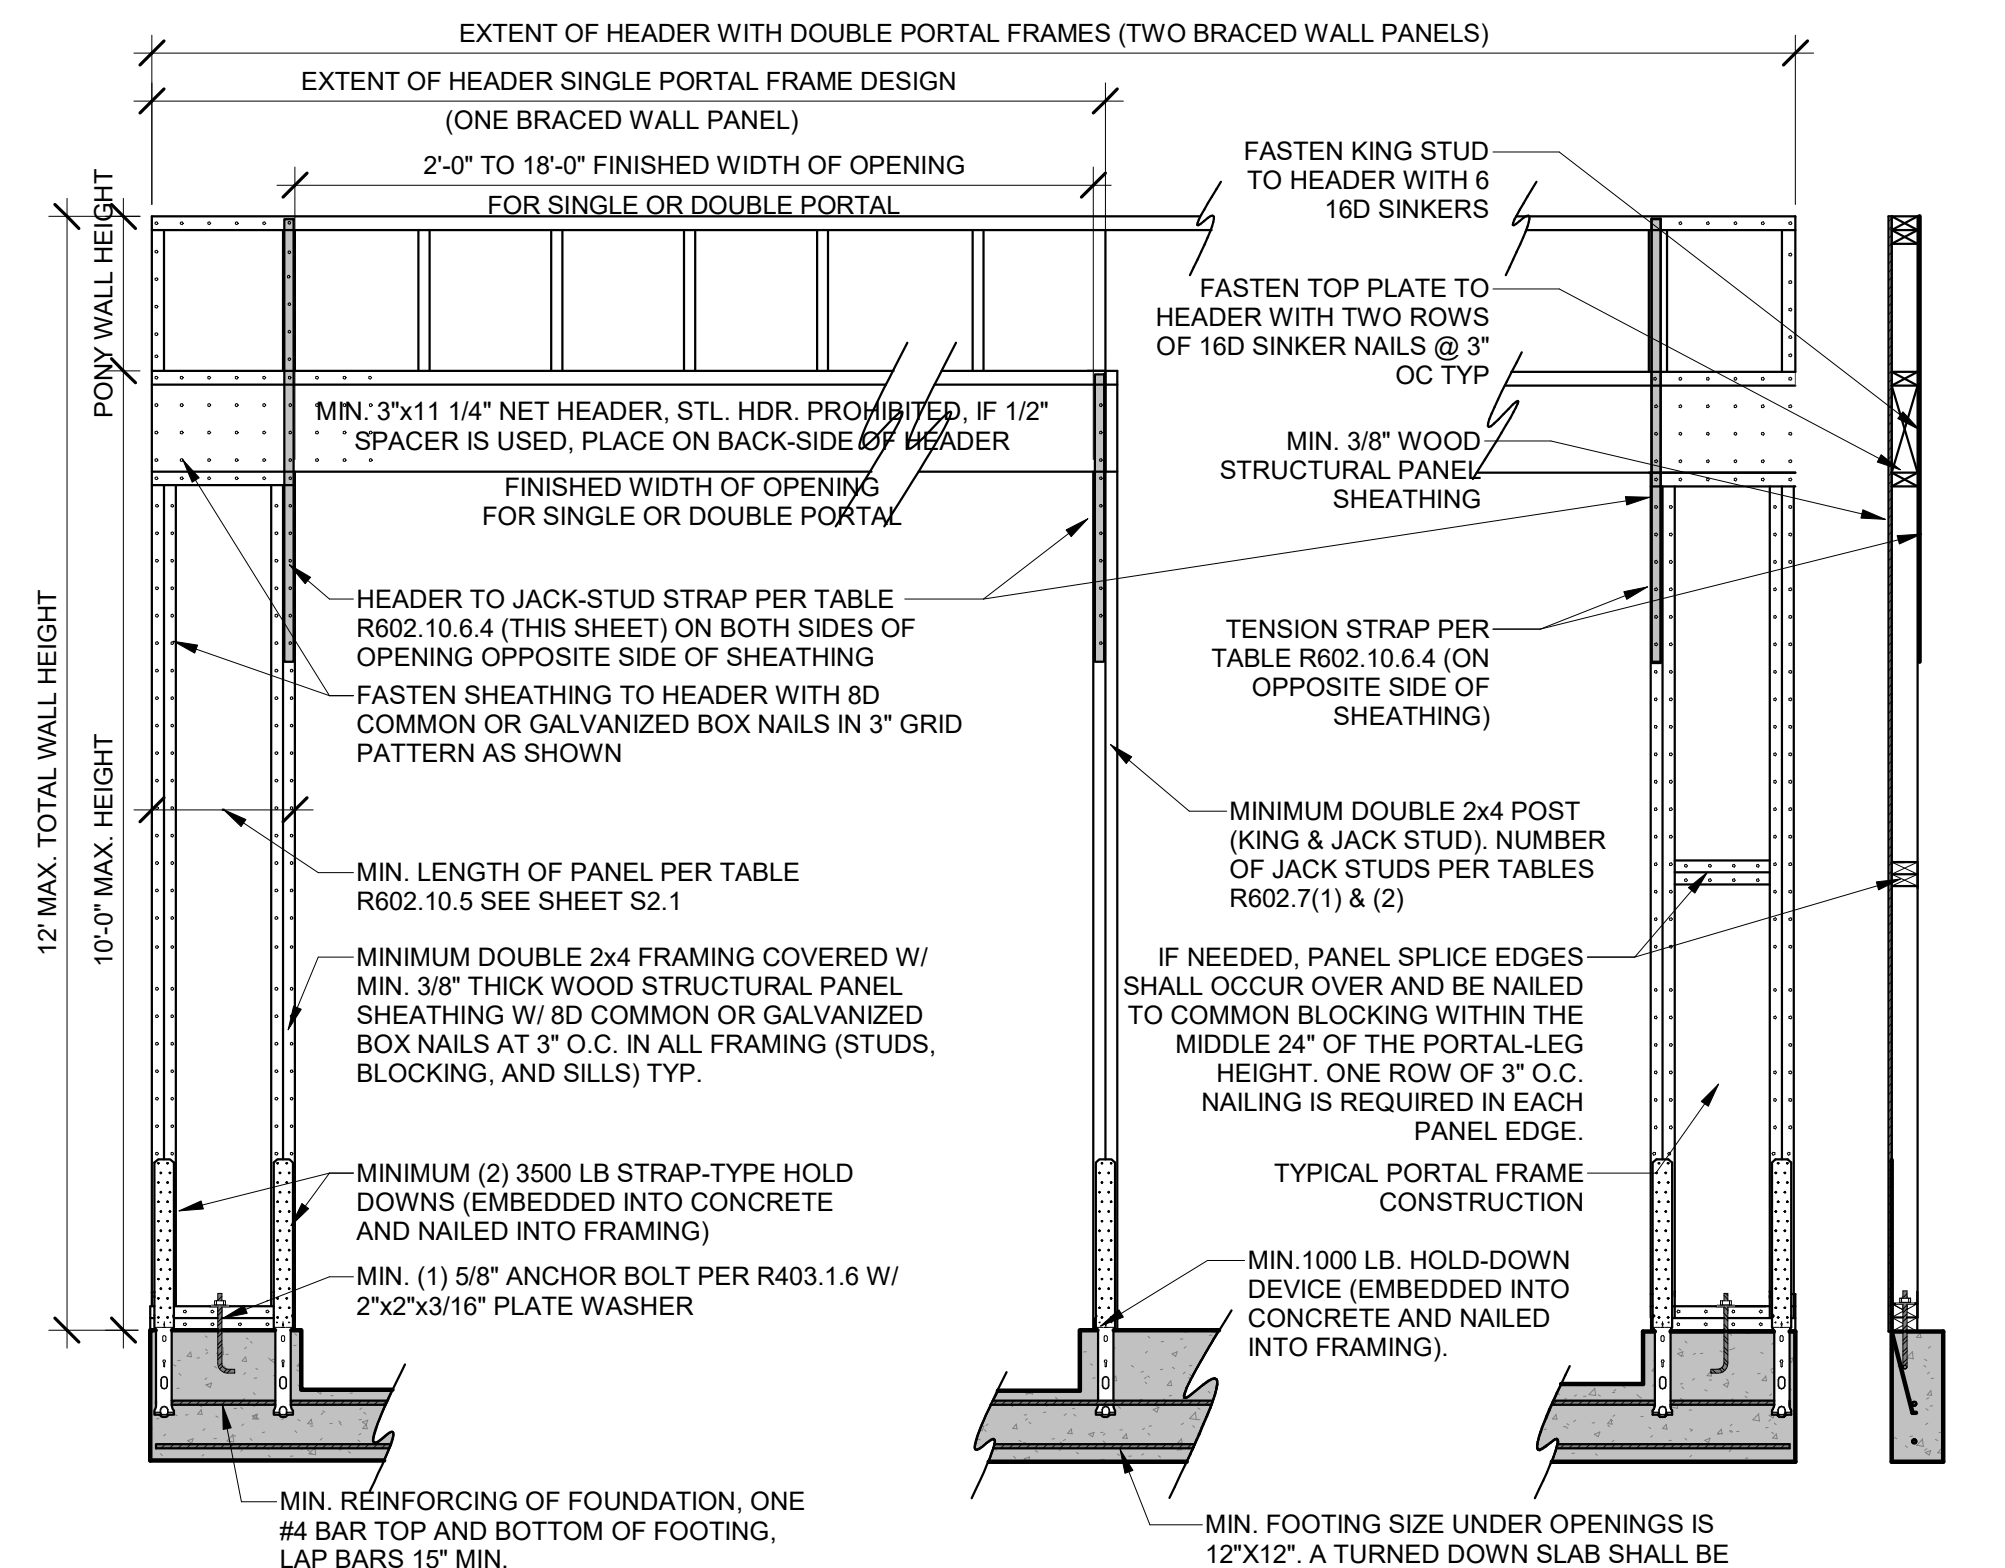 EXTENT OF HEADER WITH DOUBLE PORTAL FRAMES (TWO BRACED WALL PANELS)
EXTENT OF HEADER SINGLE PORTAL FRAME DESIGN
(ONE BRACED WALL PANEL)
2'-0" TO 18'-0" FINISHED WIDTH OF OPENING
FOR SINGLE OR DOUBLE PORTAL
PONY WALL HEIGHT
12' MAX. TOTAL WALL HEIGHT
10'-0" MAX. HEIGHT
MIN. 3"x11 1/4" NET HEADER, STL. HDR. PROHIBITED, IF 1/2"
SPACER IS USED, PLACE ON BACK-SIDE OF HEADER
FINISHED WIDTH OF OPENING
FOR SINGLE OR DOUBLE PORTAL
HEADER TO JACK-STUD STRAP PER TABLE
R602.10.6.4 (THIS SHEET) ON BOTH SIDES OF
OPENING OPPOSITE SIDE OF SHEATHING
FASTEN SHEATHING TO HEADER WITH 8D
COMMON OR GALVANIZED BOX NAILS IN 3" GRID
PATTERN AS SHOWN
MIN. LENGTH OF PANEL PER TABLE
R602.10.5 SEE SHEET S2.1
MINIMUM DOUBLE 2x4 FRAMING COVERED W/
MIN. 3/8" THICK WOOD STRUCTURAL PANEL
SHEATHING W/ 8D COMMON OR GALVANIZED
BOX NAILS AT 3" O.C. IN ALL FRAMING (STUDS,
BLOCKING, AND SILLS) TYP.
MINIMUM (2) 3500 LB STRAP-TYPE HOLD
DOWNS (EMBEDDED INTO CONCRETE
AND NAILED INTO FRAMING)
MIN. (1) 5/8" ANCHOR BOLT PER R403.1.6 W/
2"x2"x3/16" PLATE WASHER
MIN. REINFORCING OF FOUNDATION, ONE
#4 BAR TOP AND BOTTOM OF FOOTING,
LAP BARS 15" MIN.
FASTEN KING STUD
TO HEADER WITH 6
16D SINKERS
FASTEN TOP PLATE TO
HEADER WITH TWO ROWS
OF 16D SINKER NAILS @ 3"
OC TYP
MIN. 3/8" WOOD
STRUCTURAL PANEL
SHEATHING
TENSION STRAP PER
TABLE R602.10.6.4 (ON
OPPOSITE SIDE OF
SHEATHING)
MINIMUM DOUBLE 2x4 POST
(KING & JACK STUD). NUMBER
OF JACK STUDS PER TABLES
R602.7(1) & (2)
IF NEEDED, PANEL SPLICE EDGES
SHALL OCCUR OVER AND BE NAILED
TO COMMON BLOCKING WITHIN THE
MIDDLE 24" OF THE PORTAL-LEG
HEIGHT. ONE ROW OF 3" O.C.
NAILING IS REQUIRED IN EACH
PANEL EDGE.
TYPICAL PORTAL FRAME
CONSTRUCTION
MIN.1000 LB. HOLD-DOWN
DEVICE (EMBEDDED INTO
CONCRETE AND NAILED
INTO FRAMING).
MIN. FOOTING SIZE UNDER OPENINGS IS
12"X12". A TURNED DOWN SLAB SHALL BE